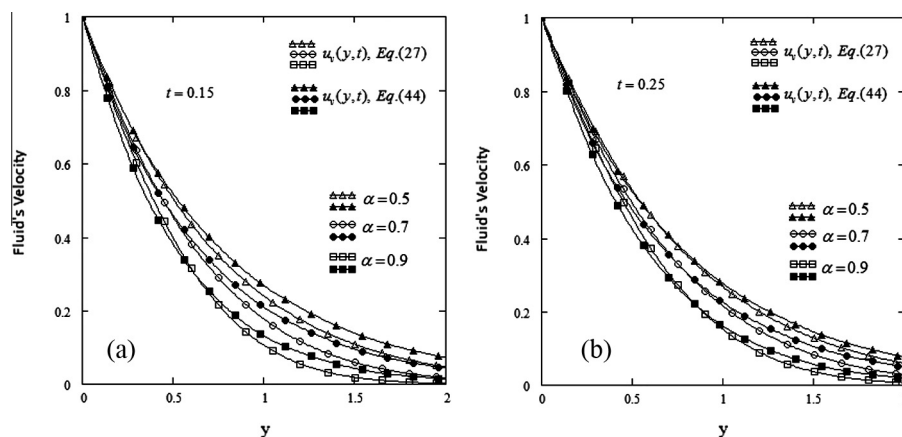 1
0.8
0.6
0.4
0.2
0
0
0.5
1
1.5
2
Fluid's Velocity
y
u_v(y,t), Eq.(27)
u_v(y,t), Eq.(44)
t = 0.15
α = 0.5
α = 0.7
α = 0.9
(a)
1
0.8
0.6
0.4
0.2
0
0
0.5
1
1.5
Fluid's Velocity
y
u_v(y,t), Eq.(27)
u_v(y,t), Eq.(44)
t = 0.25
α = 0.5
α = 0.7
α = 0.9
(b)